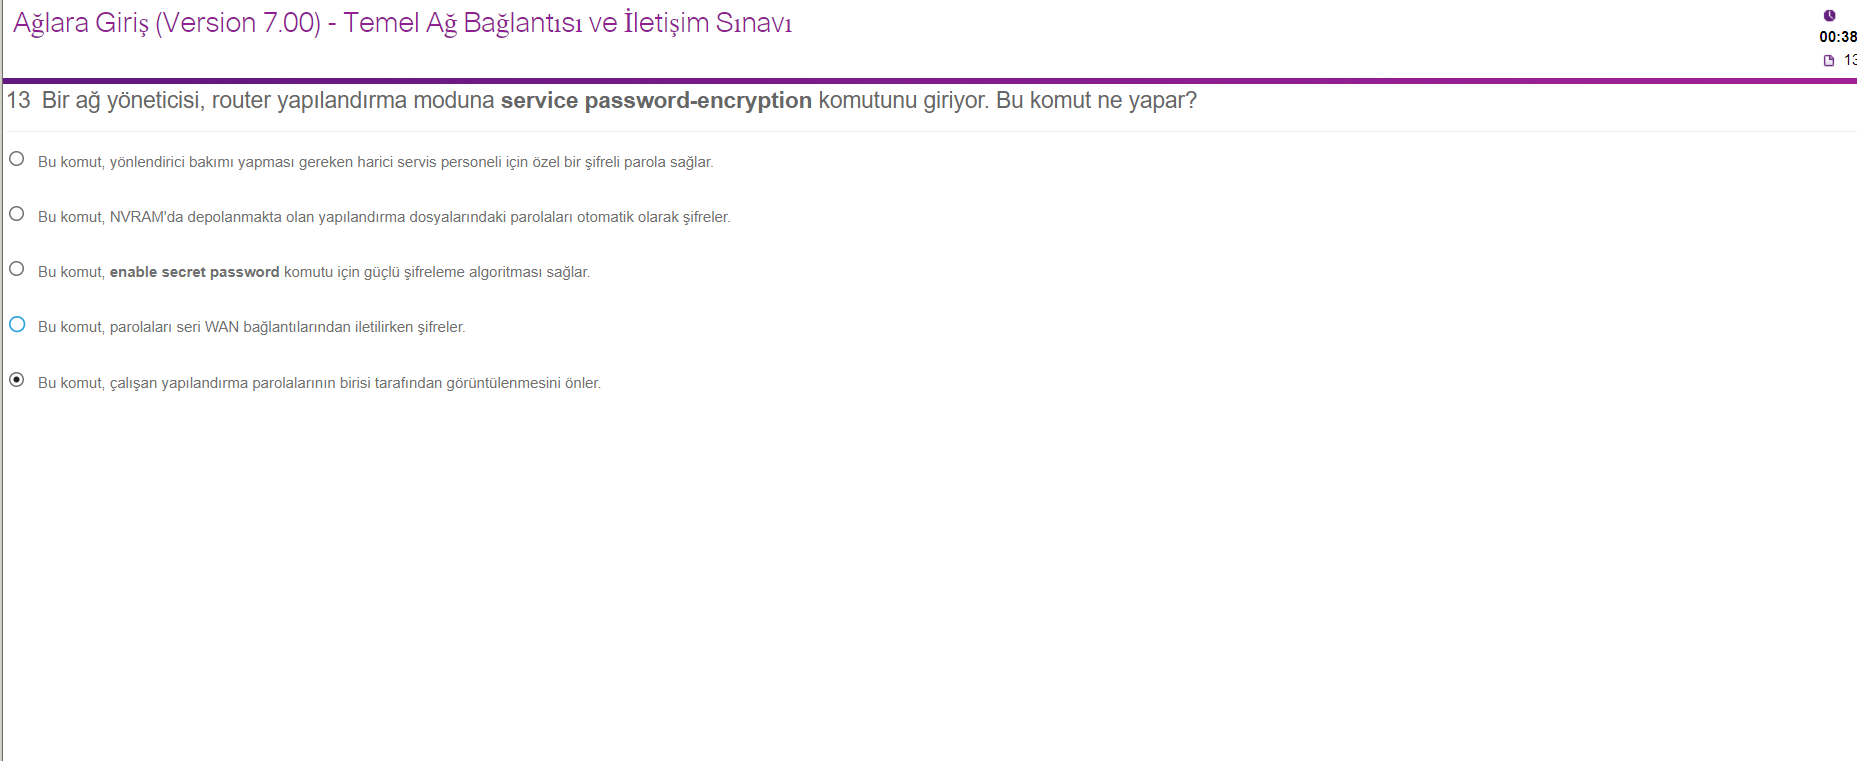 Ağlara Giriş (Version 7.00) - Temel Ağ Bağlantısı ve İletişim Sınavı
00:38
13
13 Bir ağ yöneticisi, router yapılandırma moduna service password-encryption komutunu giriyor. Bu komut ne yapar?
Bu komut, yönlendirici bakımı yapması gereken harici servis personeli için özel bir şifreli parola sağlar.
Bu komut, NVRAM'da depolanmakta olan yapılandırma dosyalarındaki parolaları otomatik olarak şifreler.
Bu komut, enable secret password komutu için güçlü şifreleme algoritması sağlar.
Bu komut, parolaları seri WAN bağlantılarından iletilirken şifreler.
Bu komut, çalışan yapılandırma parolalarının birisi tarafından görüntülenmesini önler.